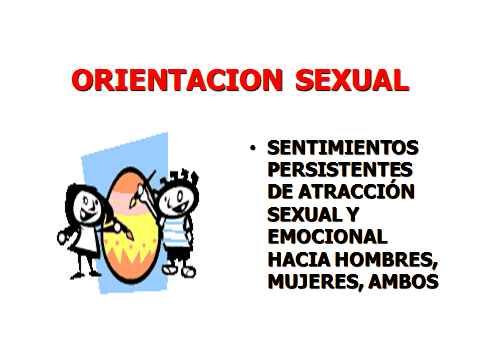 ORIENTACION SEXUAL
• SENTIMIENTOS
PERSISTENTES
DE ATRACCIÓN
SEXUAL Y
EMOCIONAL
HACIA HOMBRES,
MUJERES, AMBOS